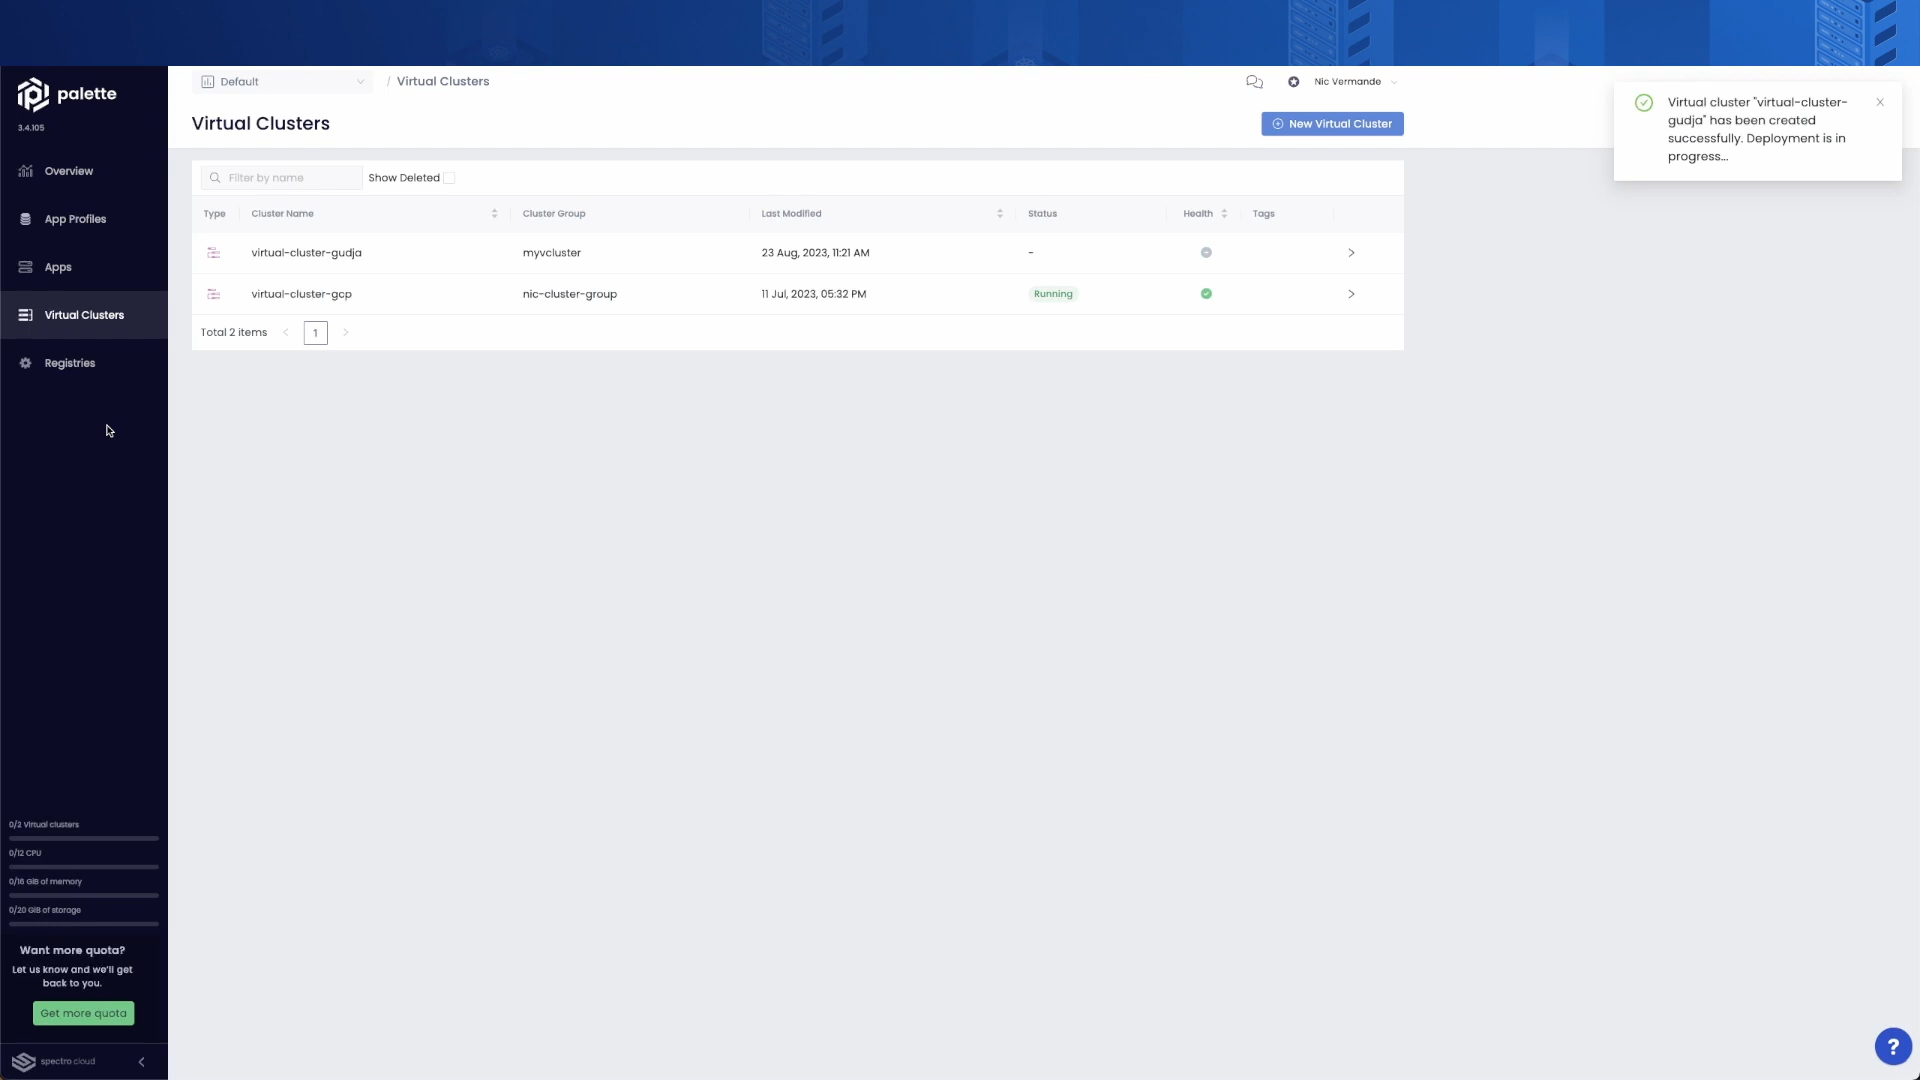 palette
3.4.105
Overview
App Profiles
Apps
Virtual Clusters
Registries
0/2 Virtual clusters
0/12 CPU
0/16 GiB of memory
0/20 GiB of storage
Want more quota?
Let us know and we'll get
back to you.
Get more quota
spectro cloud
Default
/ Virtual Clusters
Nic Vermande
Virtual Clusters
New Virtual Cluster
Filter by name
Show Deleted
Type Cluster Name Cluster Group Last Modified Status Health Tags
virtual-cluster-gudja myvcluster 23 Aug, 2023, 11:21 AM -
virtual-cluster-gcp nic-cluster-group 11 Jul, 2023, 05:32 PM Running
Total 2 items < 1 >
Virtual cluster "virtual-cluster-
gudja" has been created
successfully. Deployment is in
progress...
?